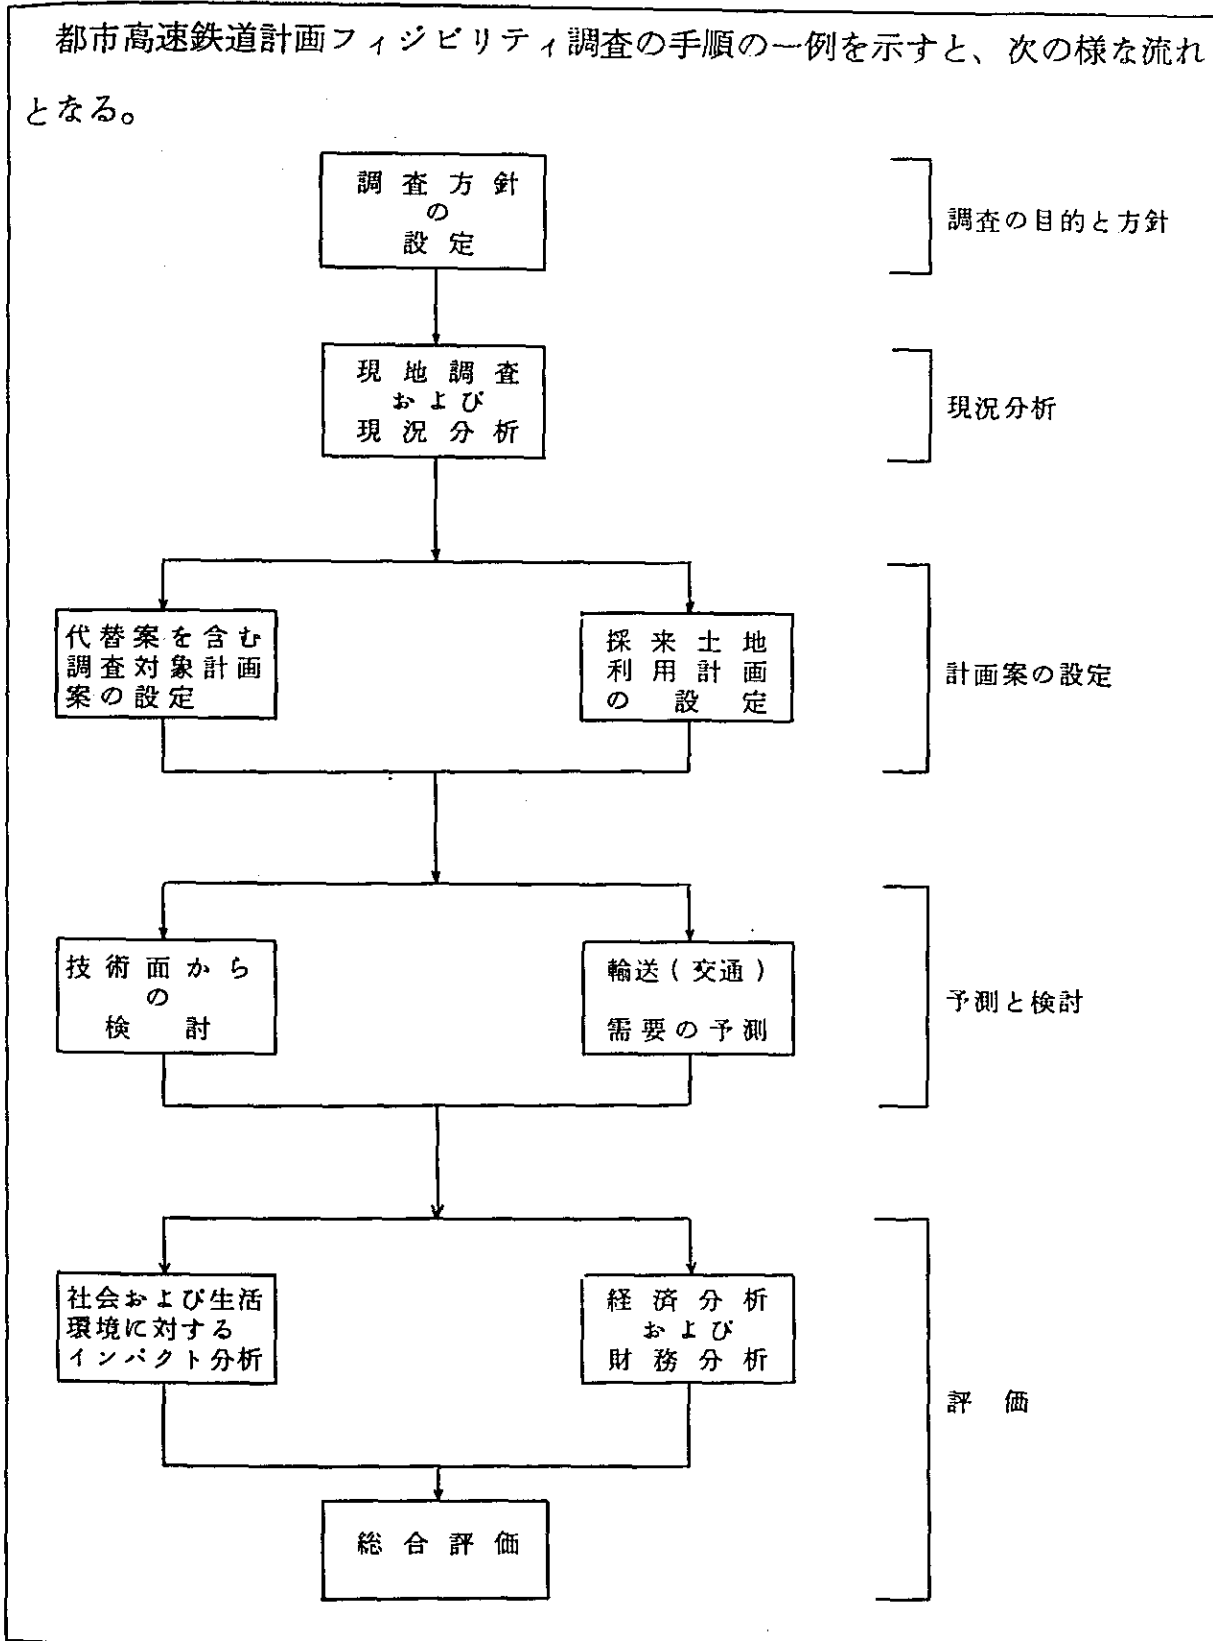 都市高速鉄道計画フィジビリティ調査の手順の一例を示すと、次の様な流れ
となる。
調査方針
の
設定
調査の目的と方針
現地調査
および
現況分析
現況分析
代替案を含む
調査対象計画
案の設定
採来土地
利用計画
の設定
計画案の設定
技術面から
の
検討
輸送(交通)
需要の予測
予測と検討
社会および生活
環境に対する
インパクト分析
経済分析
および
財務分析
評価
総合評価